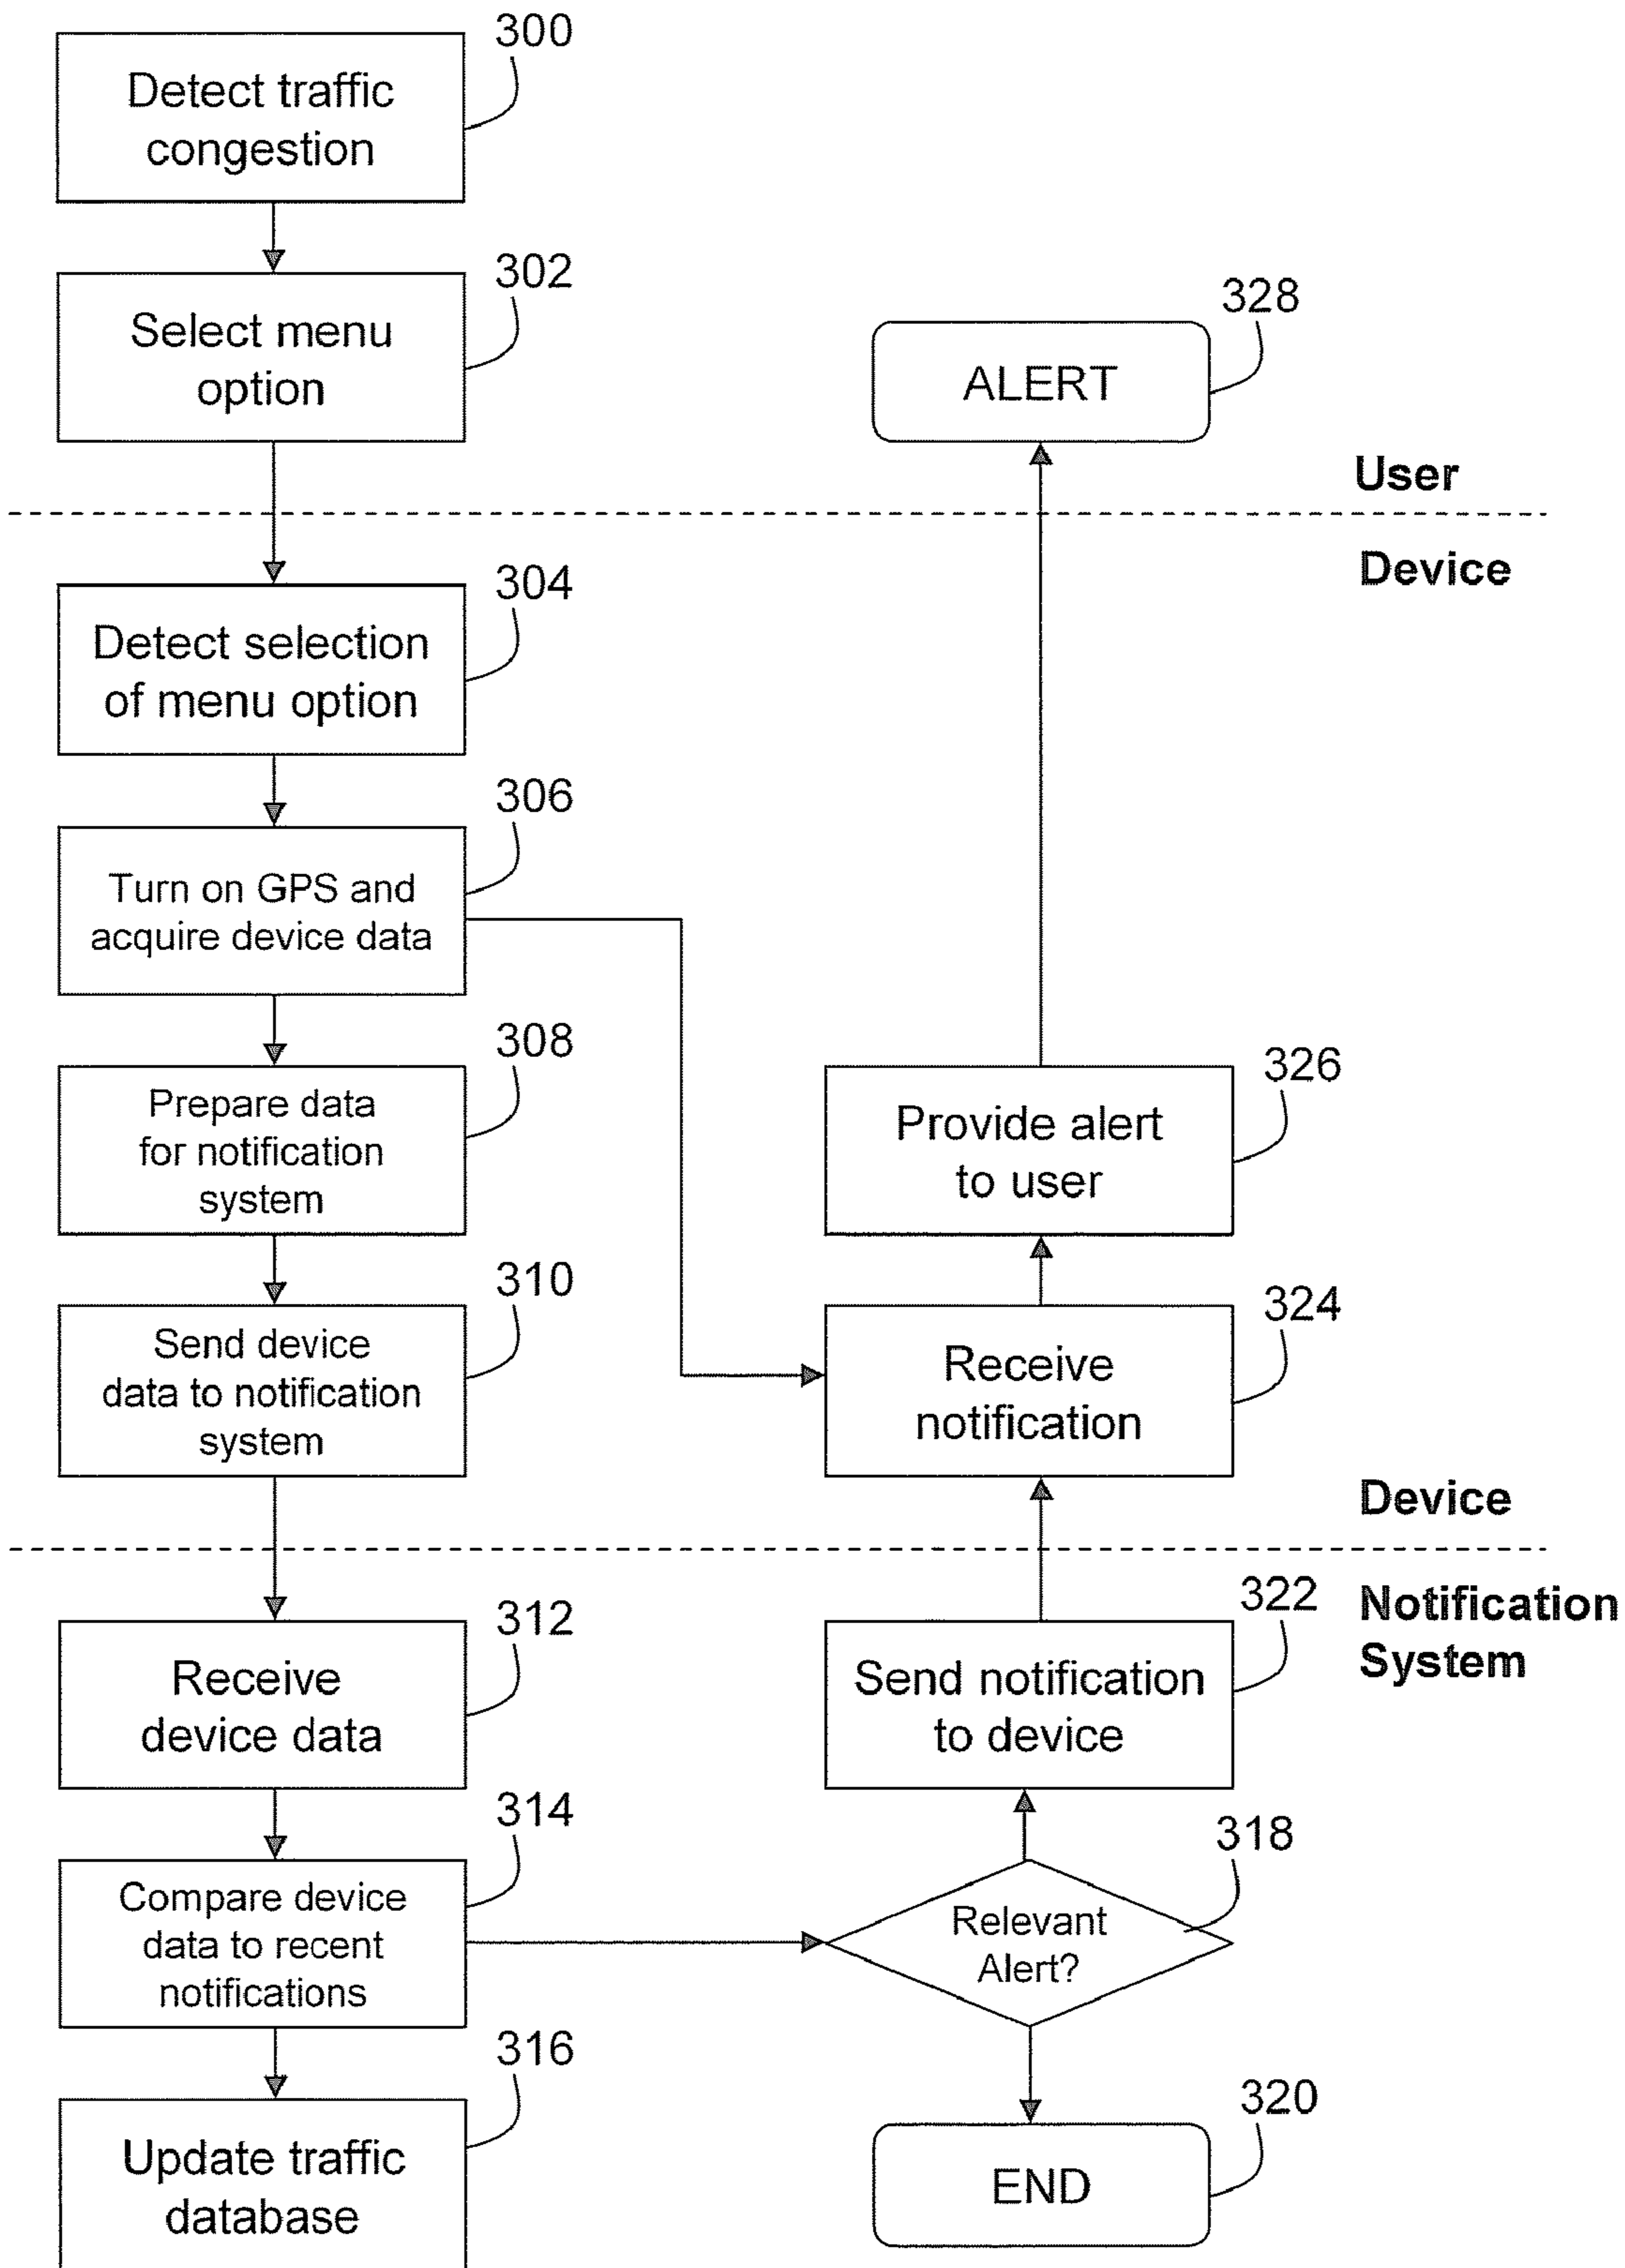 300
Detect traffic
congestion
302
Select menu
option
328
ALERT
User
Device
304
Detect selection
of menu option
306
Turn on GPS and
acquire device data
308
Prepare data
for notification
system
326
Provide alert
to user
310
Send device
data to notification
system
324
Receive
notification
Device
Notification
System
312
Receive
device data
322
Send notification
to device
314
Compare device
data to recent
notifications
318
Relevant
Alert?
316
Update traffic
database
320
END